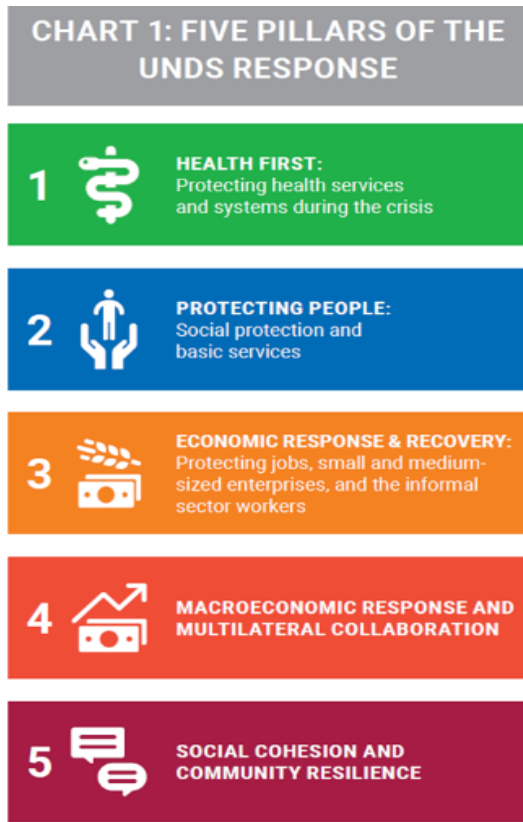 CHART 1: FIVE PILLARS OF THE
UNDS RESPONSE
1
HEALTH FIRST:
Protecting health services
and systems during the crisis
2
PROTECTING PEOPLE:
Social protection and
basic services
3
ECONOMIC RESPONSE & RECOVERY:
Protecting jobs, small and medium-
sized enterprises, and the informal
sector workers
4
MACROECONOMIC RESPONSE AND
MULTILATERAL COLLABORATION
5
SOCIAL COHESION AND
COMMUNITY RESILIENCE